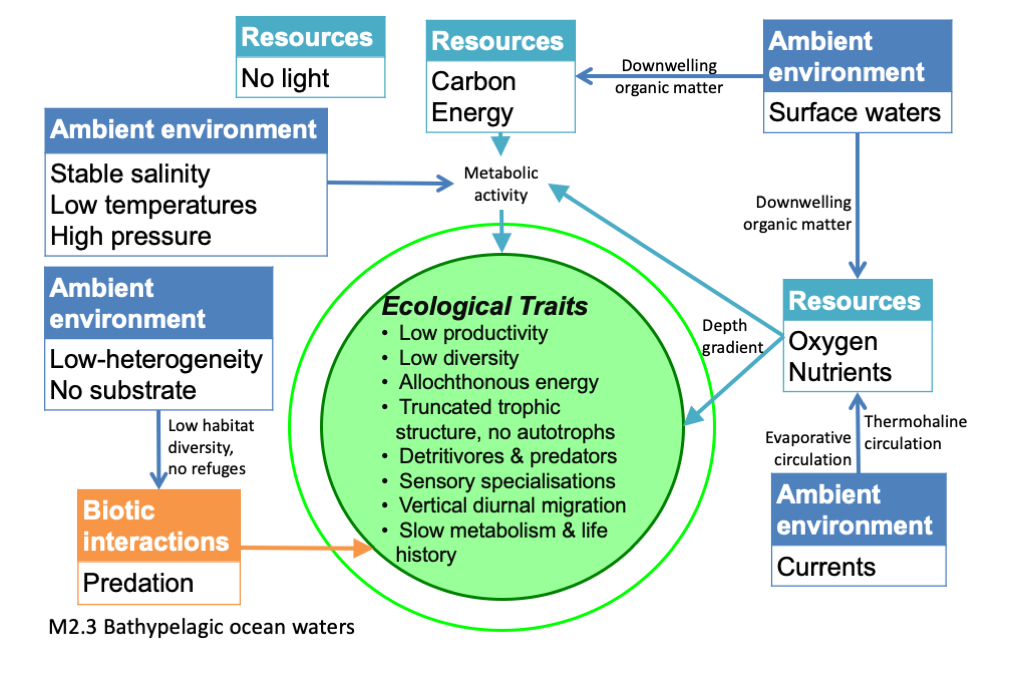 Resources
No light
Resources
Carbon
Energy
Downwelling
organic matter
Ambient
environment
Surface waters
Ambient environment
Stable salinity
Low temperatures
High pressure
Metabolic
activity
Downwelling
organic matter
Ambient
environment
Low-heterogeneity
No substrate
Low habitat
diversity,
no refuges
Biotic
interactions
Predation
Ecological Traits
• Low productivity
• Low diversity
• Allochthonous energy
• Truncated trophic
structure, no autotrophs
• Detritivores & predators
• Sensory specialisations
• Vertical diurnal migration
• Slow metabolism & life
history
Depth
gradient
Resources
Oxygen
Nutrients
Evaporative
circulation
Thermohaline
circulation
Ambient
environment
Currents
M2.3 Bathypelagic ocean waters